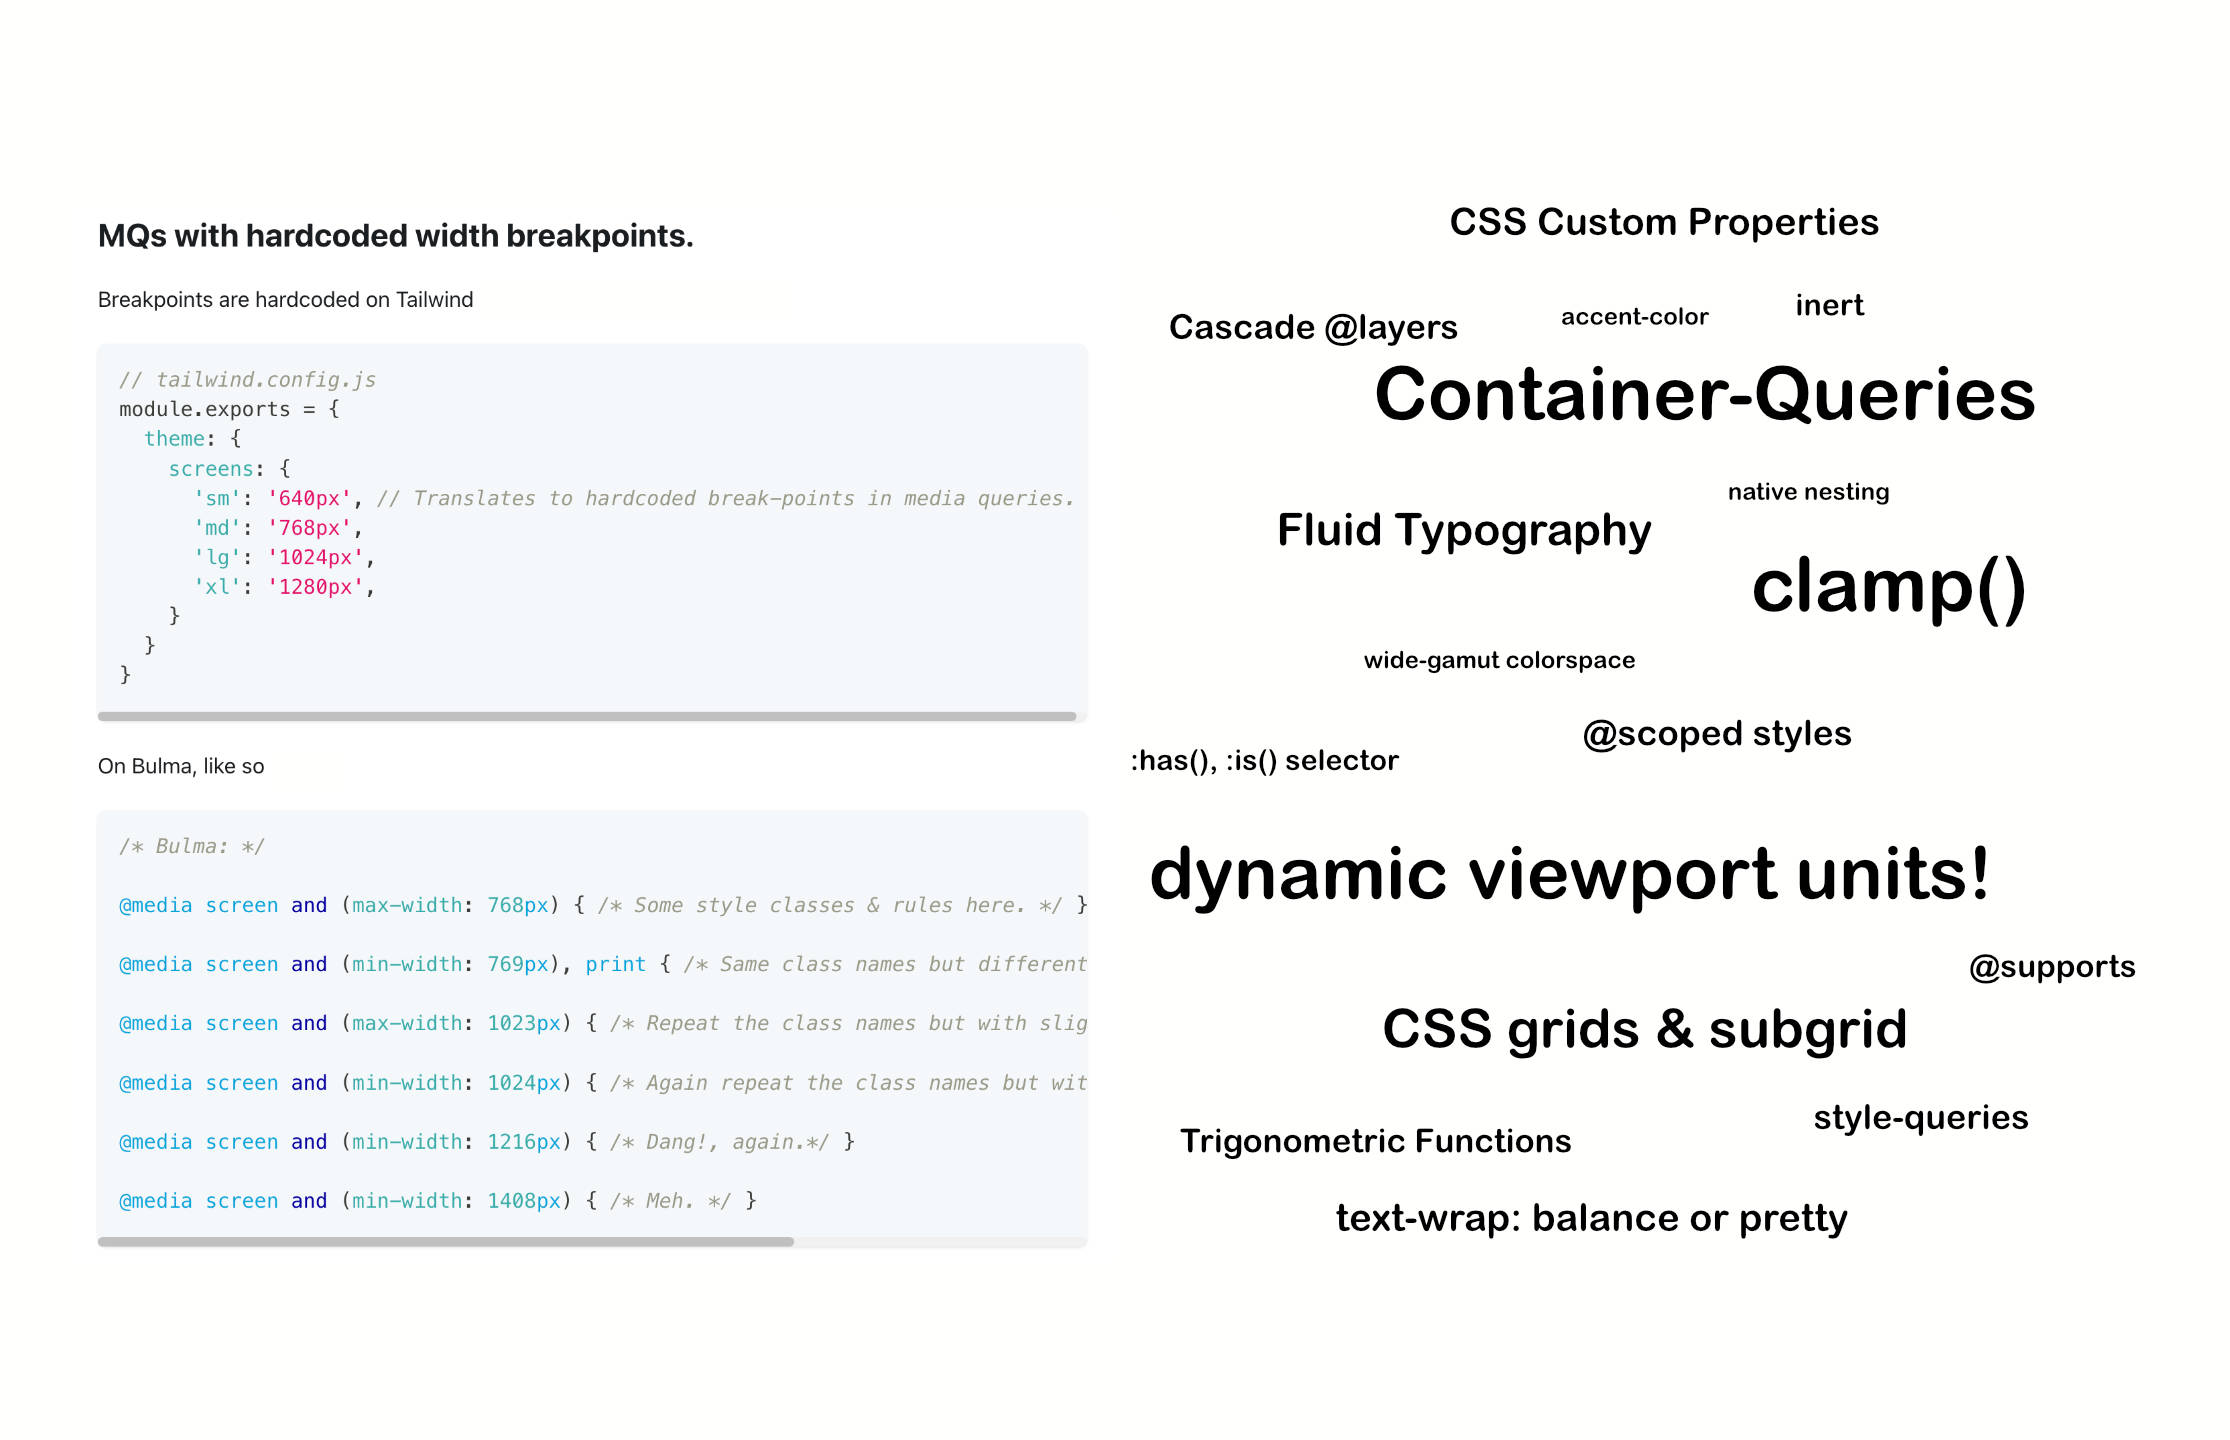 MQs with hardcoded width breakpoints.
Breakpoints are hardcoded on Tailwind
// tailwind.config.js
module.exports = {
  theme: {
    screens: {
      'sm': '640px', // Translates to hardcoded break-points in media queries.
      'md': '768px',
      'lg': '1024px',
      'xl': '1280px',
    }
  }
}
On Bulma, like so
/* Bulma: */
@media screen and (max-width: 768px) { /* Some style classes & rules here. */ }
@media screen and (min-width: 769px), print { /* Same class names but different
@media screen and (max-width: 1023px) { /* Repeat the class names but with slig
@media screen and (min-width: 1024px) { /* Again repeat the class names but wit
@media screen and (min-width: 1216px) { /* Dang!, again.*/ }
@media screen and (min-width: 1408px) { /* Meh. */ }
CSS Custom Properties
inert
accent-color
Cascade @layers
Container-Queries
native nesting
Fluid Typography
clamp()
wide-gamut colorspace
@scoped styles
:has(), :is() selector
dynamic viewport units!
@supports
CSS grids & subgrid
style-queries
Trigonometric Functions
text-wrap: balance or pretty